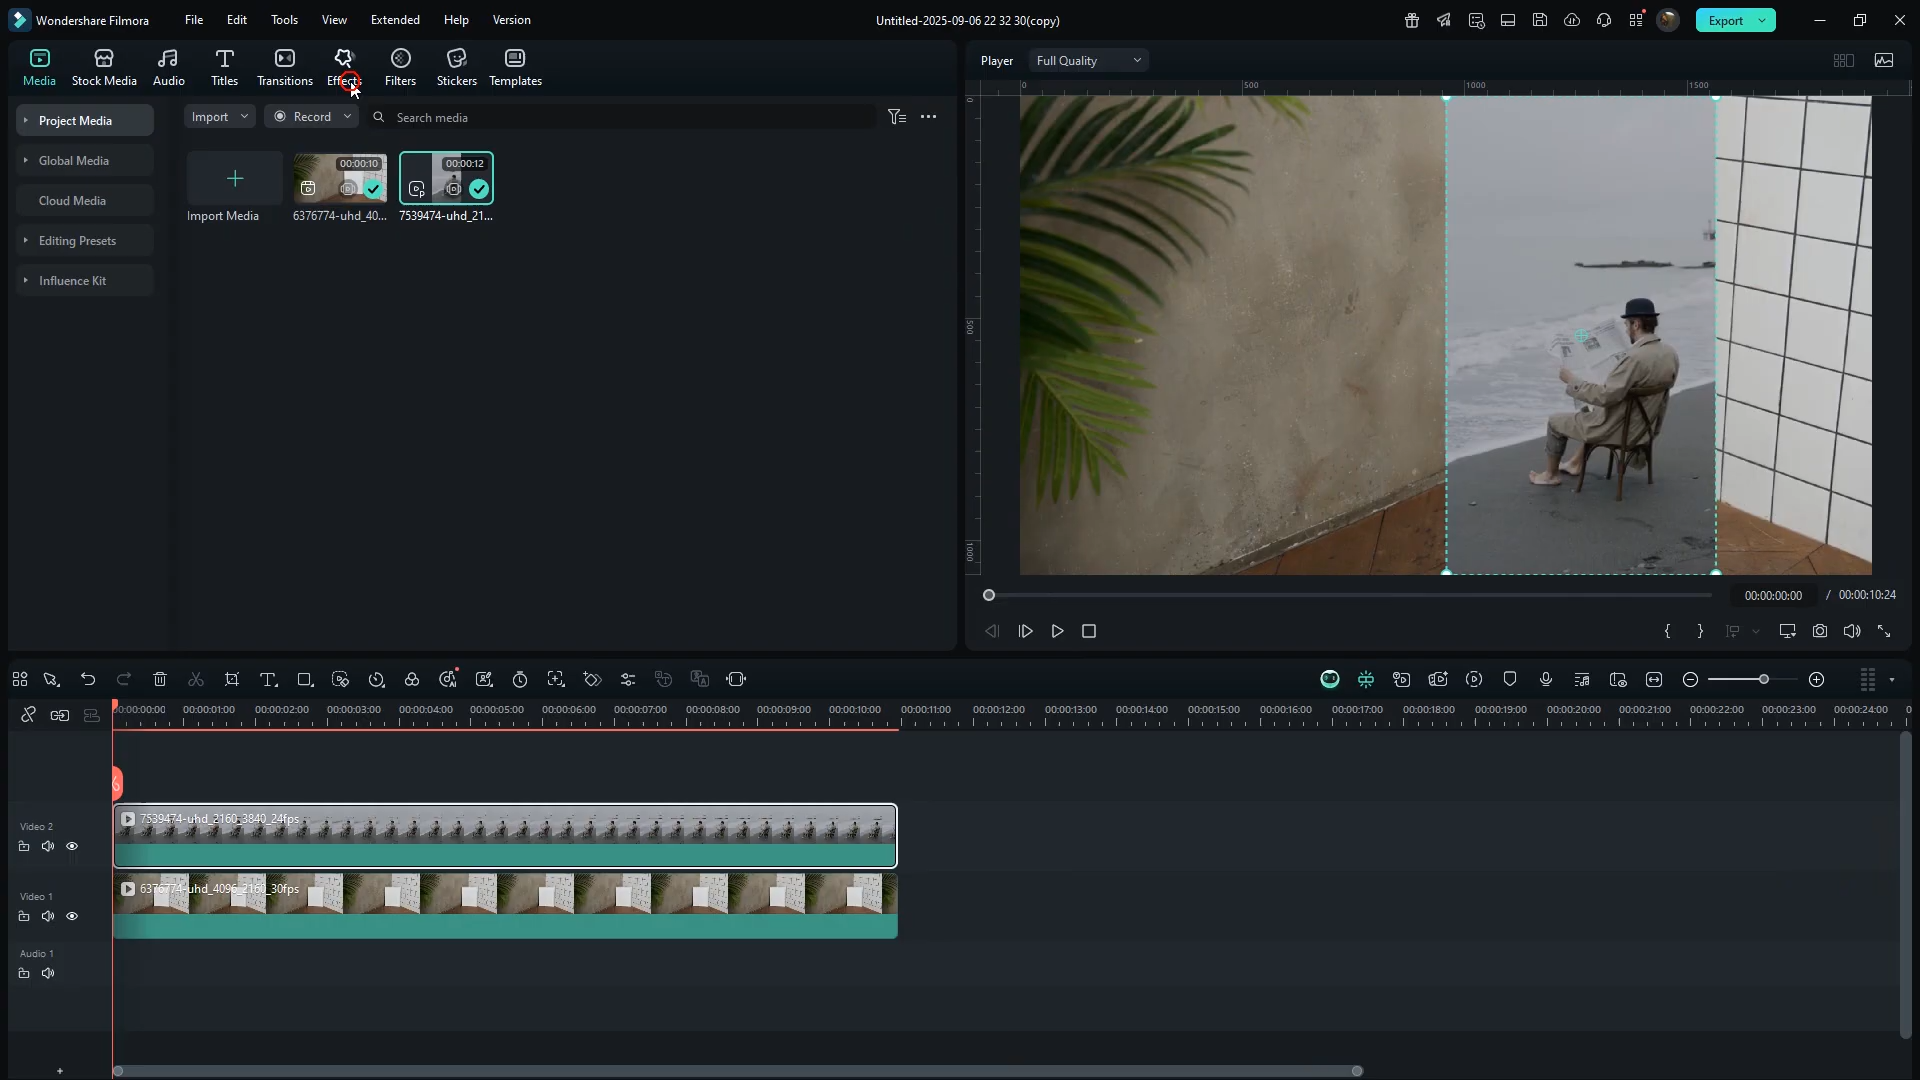 Wondershare Filmora
File Edit Tools View Extended Help Version
Untitled-2025-09-06 22 32 30(copy)
Export
Media Stock Media Audio Titles Transitions Effects Filters Stickers Templates
Player Full Quality
Project Media
Global Media
Cloud Media
Editing Presets
Influence Kit
Import Record Search media
00:00:10 00:00:12
Import Media 6376774-uhd_40... 7539474-uhd_21...
0 500 1000 1500
0
500
1000
00:00:00:00 / 00:00:10:24
00:00:00:00 00:00:01:00 00:00:02:00 00:00:03:00 00:00:04:00 00:00:05:00 00:00:06:00 00:00:07:00 00:00:08:00 00:00:09:00 00:00:10:00 00:00:11:00 00:00:12:00 00:00:13:00 00:00:14:00 00:00:15:00 00:00:16:00 00:00:17:00 00:00:18:00 00:00:19:00 00:00:20:00 00:00:21:00 00:00:22:00 00:00:23:00 00:00:24:00
7539474-uhd_2160_3840_24fps
Video 2
6376774-uhd_4096_2160_30fps
Video 1
Audio 1